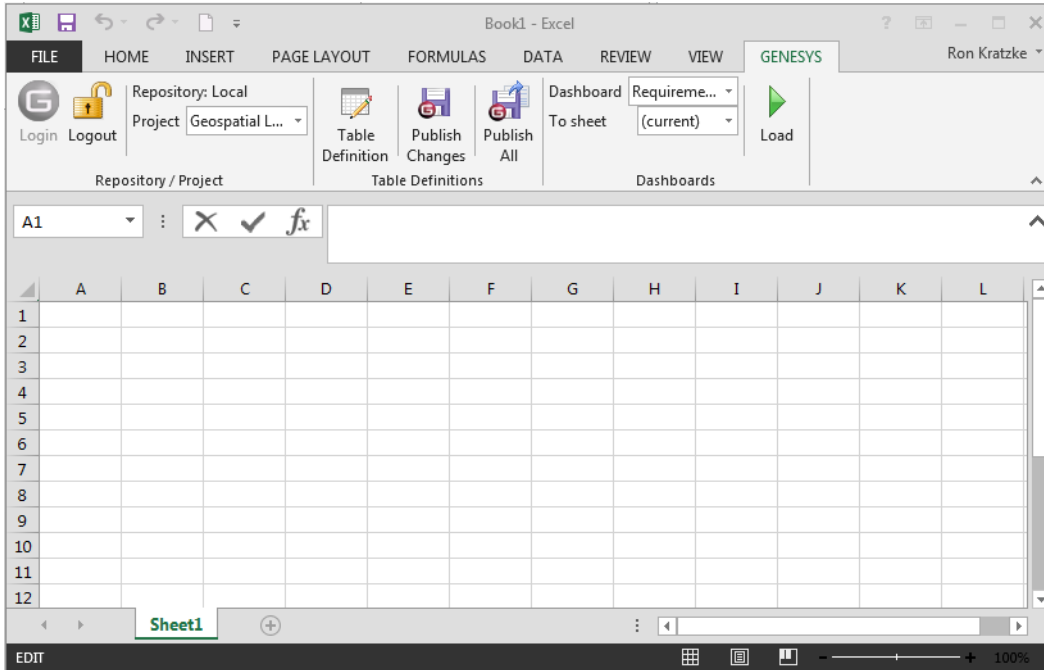 Book1 - Excel
?
FILE HOME INSERT PAGE LAYOUT FORMULAS DATA REVIEW VIEW GENESYS Ron Kratzke
Login Logout
Repository: Local
Project Geospatial L...
Repository / Project
Table Definition
Publish Changes
Publish All
Table Definitions
Dashboard Requireme...
To sheet (current)
Load
Dashboards
A1 fx
A B C D E F G H I J K L
1
2
3
4
5
6
7
8
9
10
11
12
Sheet1
EDIT 100%